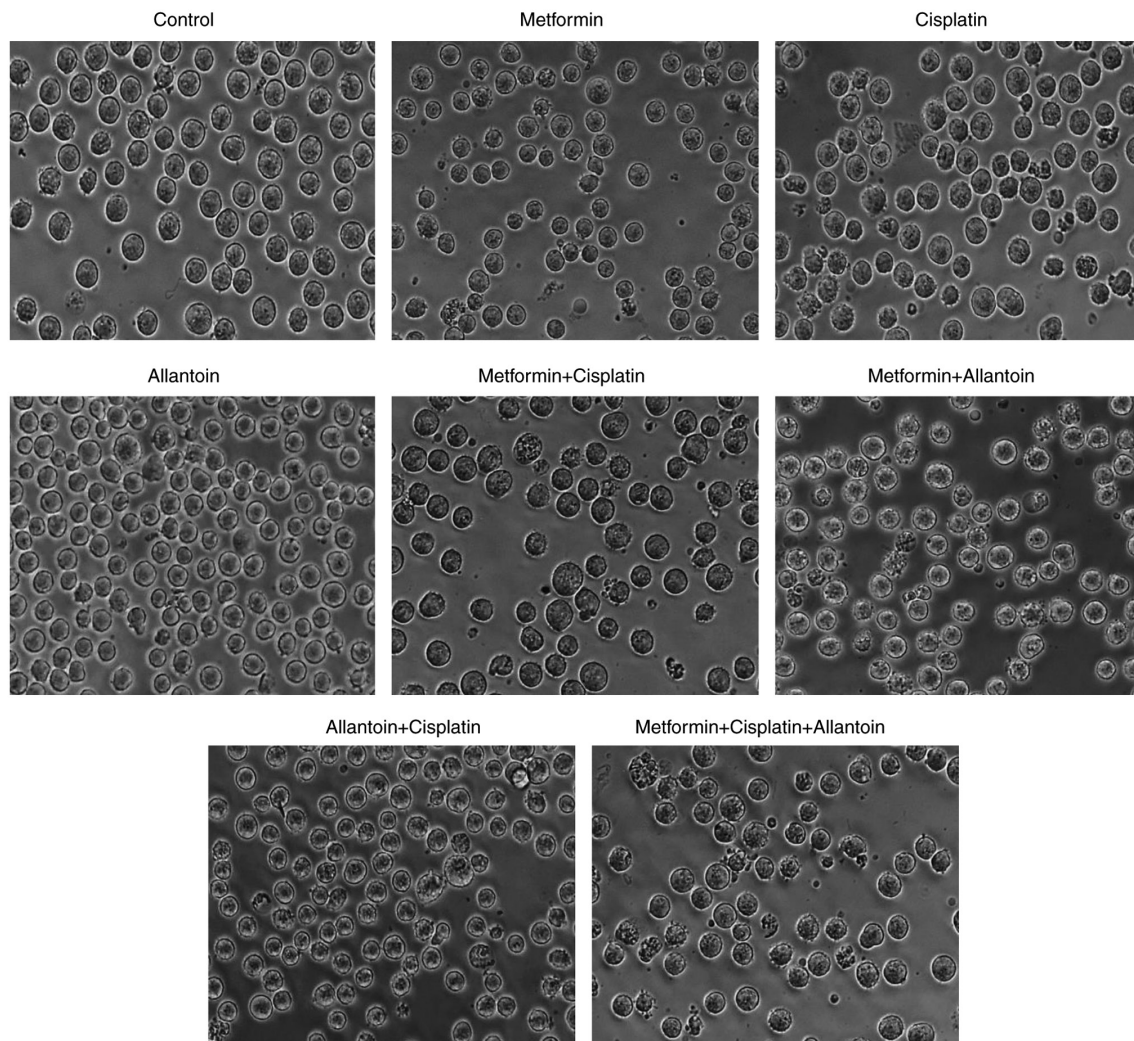 Control
Metformin
Cisplatin
Allantoin
Metformin+Cisplatin
Metformin+Allantoin
Allantoin+Cisplatin
Metformin+Cisplatin+Allantoin